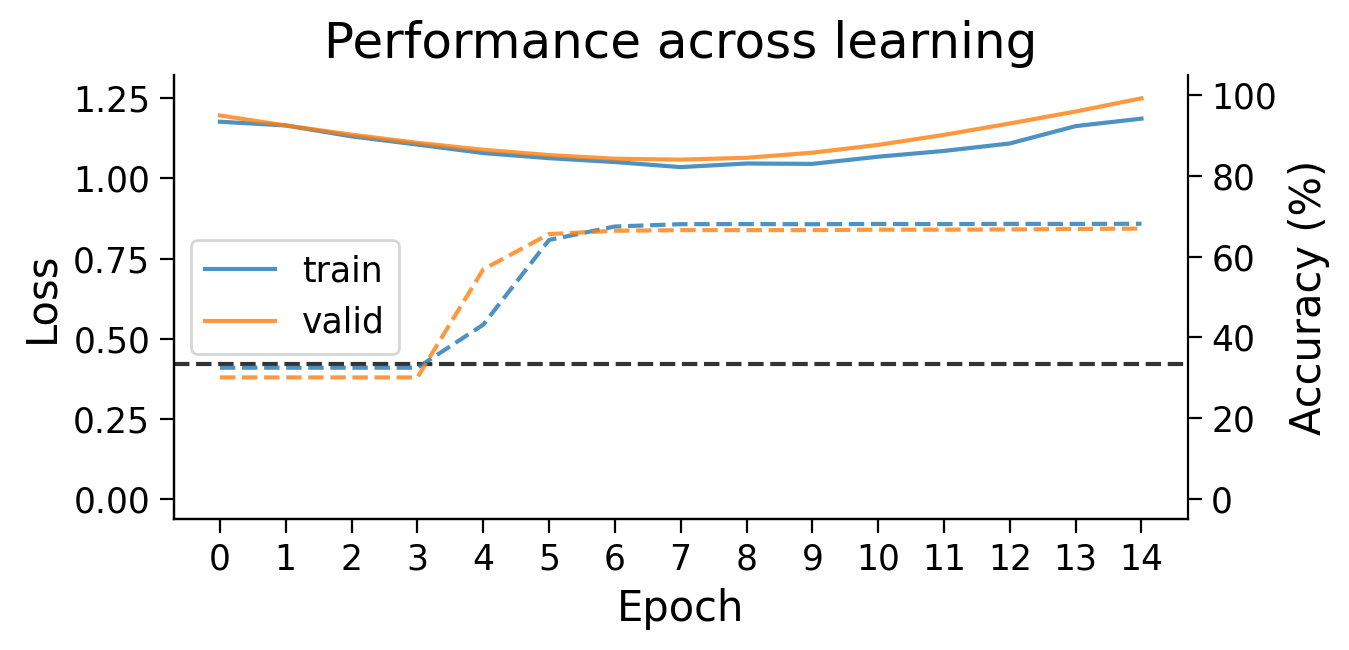 Performance across learning
1.25
1.00
0.75
0.50
0.25
0.00
Loss
train
valid
100
80
60
40
20
0
Accuracy (%)
0 1 2 3 4 5 6 7 8 9 10 11 12 13 14
Epoch